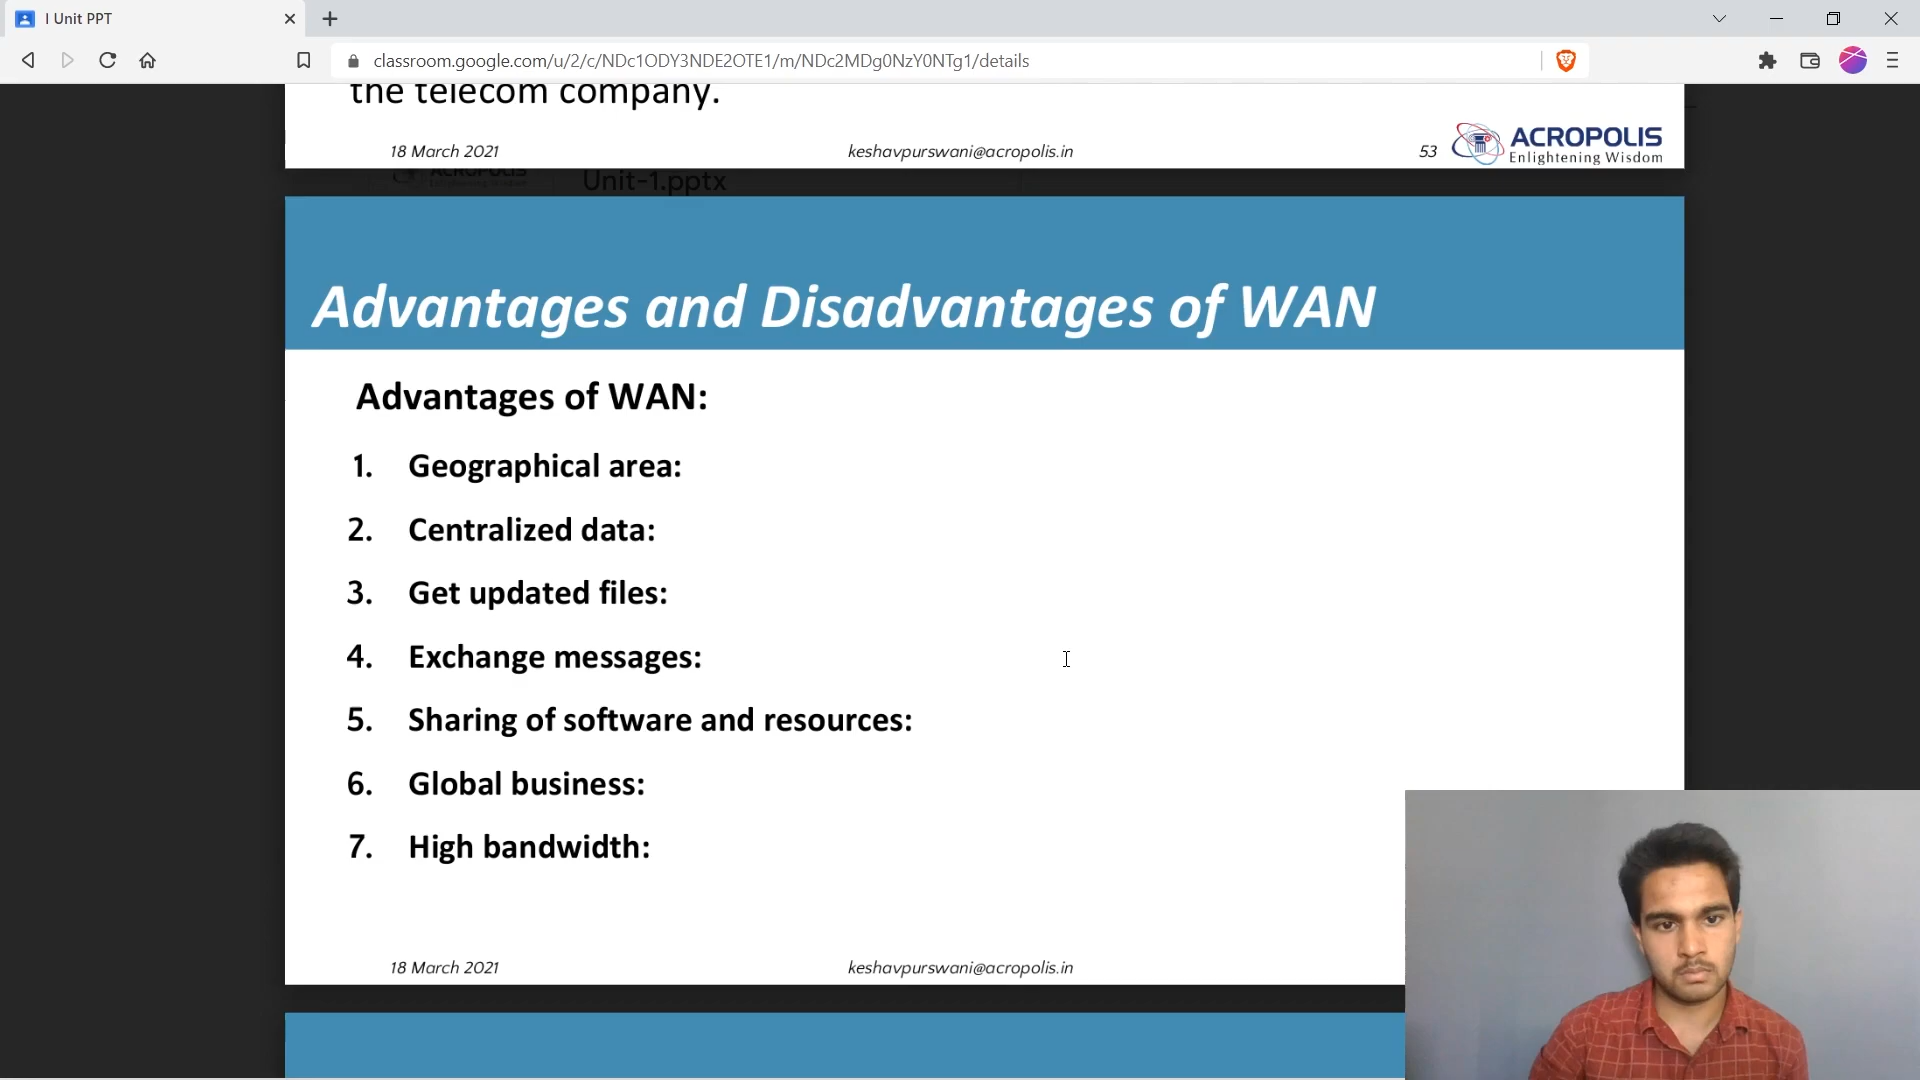 I Unit PPT
classroom.google.com/u/2/c/NDc1ODY3NDE2OTE1/m/NDc2MDg0NzY0NTg1/details
the telecom company.
18 March 2021
keshavpurswani@acropolis.in
53
ACROPOLIS
Enlightening Wisdom
Unit-1.pptx
Advantages and Disadvantages of WAN
Advantages of WAN:
1. Geographical area:
2. Centralized data:
3. Get updated files:
4. Exchange messages:
5. Sharing of software and resources:
6. Global business:
7. High bandwidth:
18 March 2021
keshavpurswani@acropolis.in